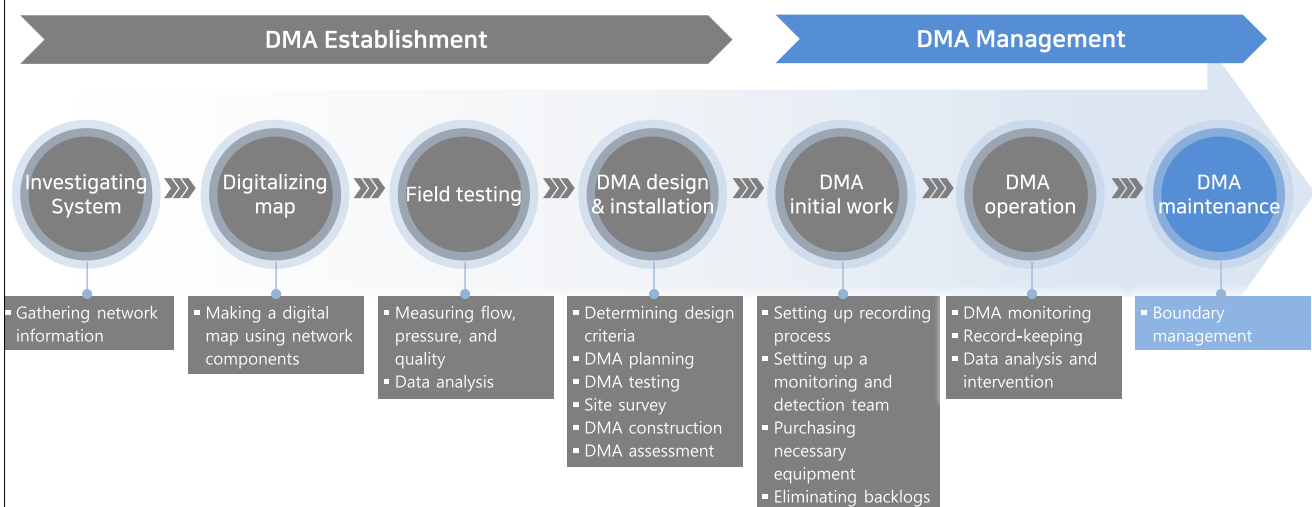 DMA Establishment
DMA Management
Investigating
System
Digitalizing
map
Field testing
DMA design
& installation
DMA
initial work
DMA
operation
DMA
maintenance
▪ Gathering network
information
▪ Making a digital
map using network
components
▪ Measuring flow,
pressure, and
quality
▪ Data analysis
▪ Determining design
criteria
▪ DMA planning
▪ DMA testing
▪ Site survey
▪ DMA construction
▪ DMA assessment
▪ Setting up recording
process
▪ Setting up a
monitoring and
detection team
▪ Purchasing
necessary
equipment
▪ Eliminating backlogs
▪ DMA monitoring
▪ Record-keeping
▪ Data analysis and
intervention
▪ Boundary
management